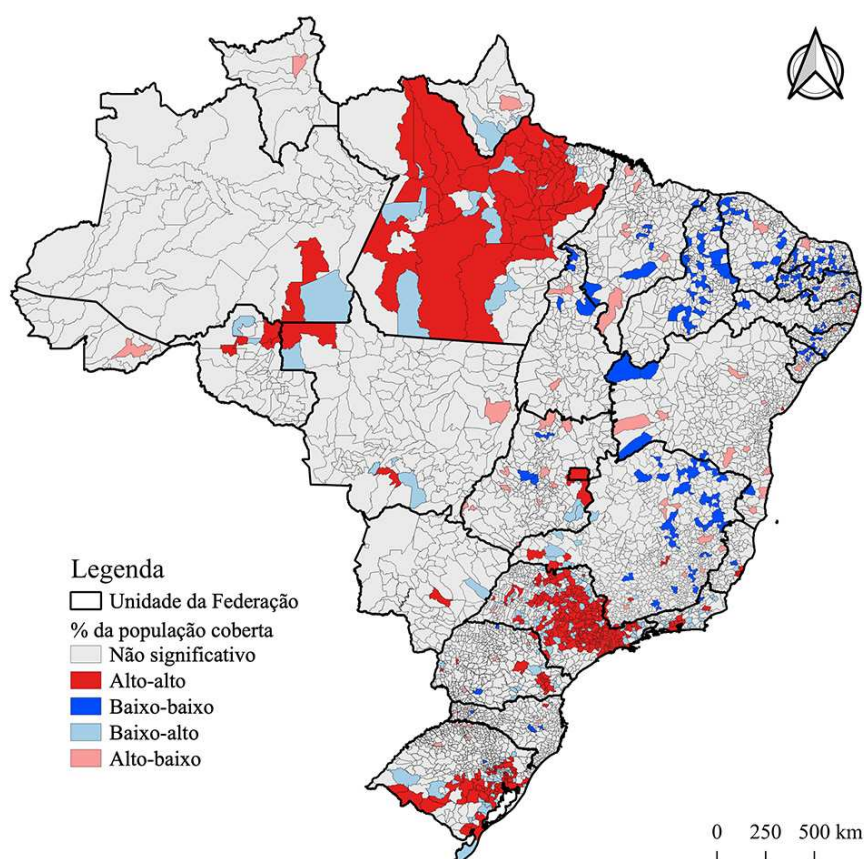 Legenda
Unidade da Federação
% da população coberta
Não significativo
Alto-alto
Baixo-baixo
Baixo-alto
Alto-baixo
0 250 500 km